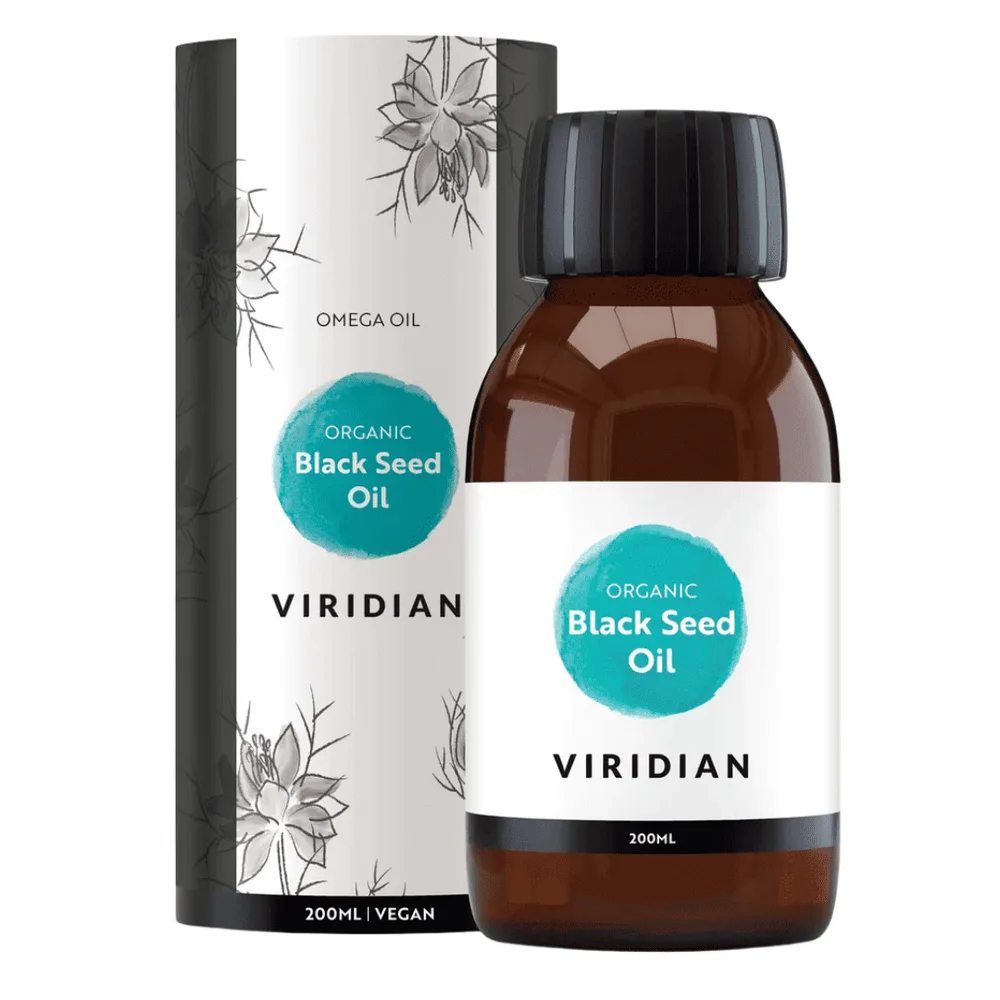 OMEGA OIL
ORGANIC
Black Seed
Oil
VIRIDIAN
200ML | VEGAN
ORGANIC
Black Seed
Oil
VIRIDIAN
200ML